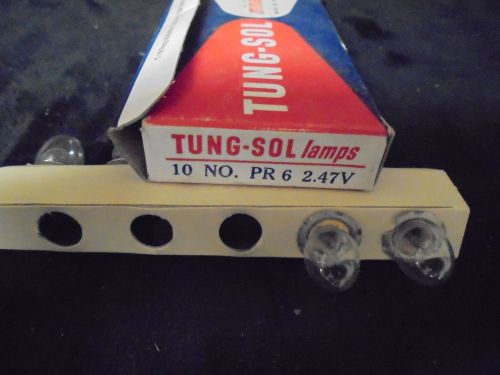 TUNG-SOL
TUNG-SOL lamps
10 NO. PR 6 2.47V